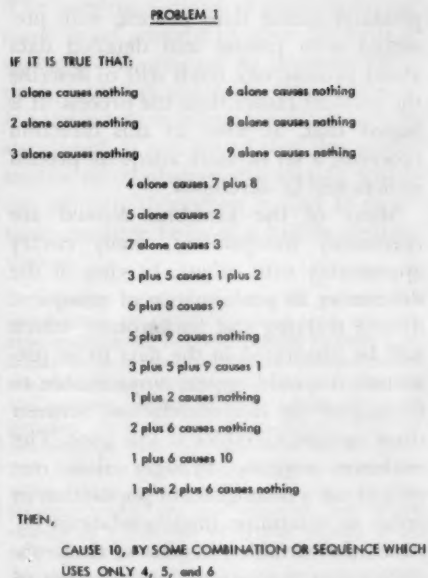 PROBLEM 1
IF IT IS TRUE THAT:
1 alone causes nothing
6 alone causes nothing
2 alone causes nothing
8 alone causes nothing
3 alone causes nothing
9 alone causes nothing
4 alone causes 7 plus 8
5 alone causes 2
7 alone causes 3
3 plus 5 causes 1 plus 2
6 plus 8 causes 9
5 plus 9 causes nothing
3 plus 5 plus 9 causes 1
1 plus 2 causes nothing
2 plus 6 causes nothing
1 plus 6 causes 10
1 plus 2 plus 6 causes nothing
THEN,
CAUSE 10, BY SOME COMBINATION OR SEQUENCE WHICH
USES ONLY 4, 5, and 6